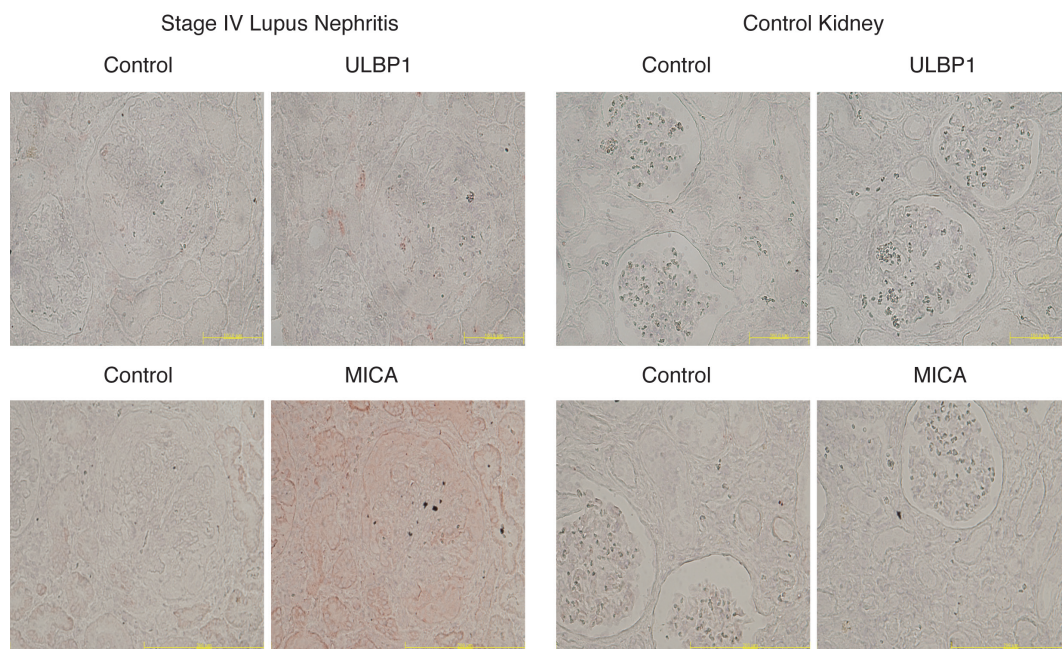 Stage IV Lupus Nephritis
Control Kidney
Control
ULBP1
Control
ULBP1
Control
MICA
Control
MICA